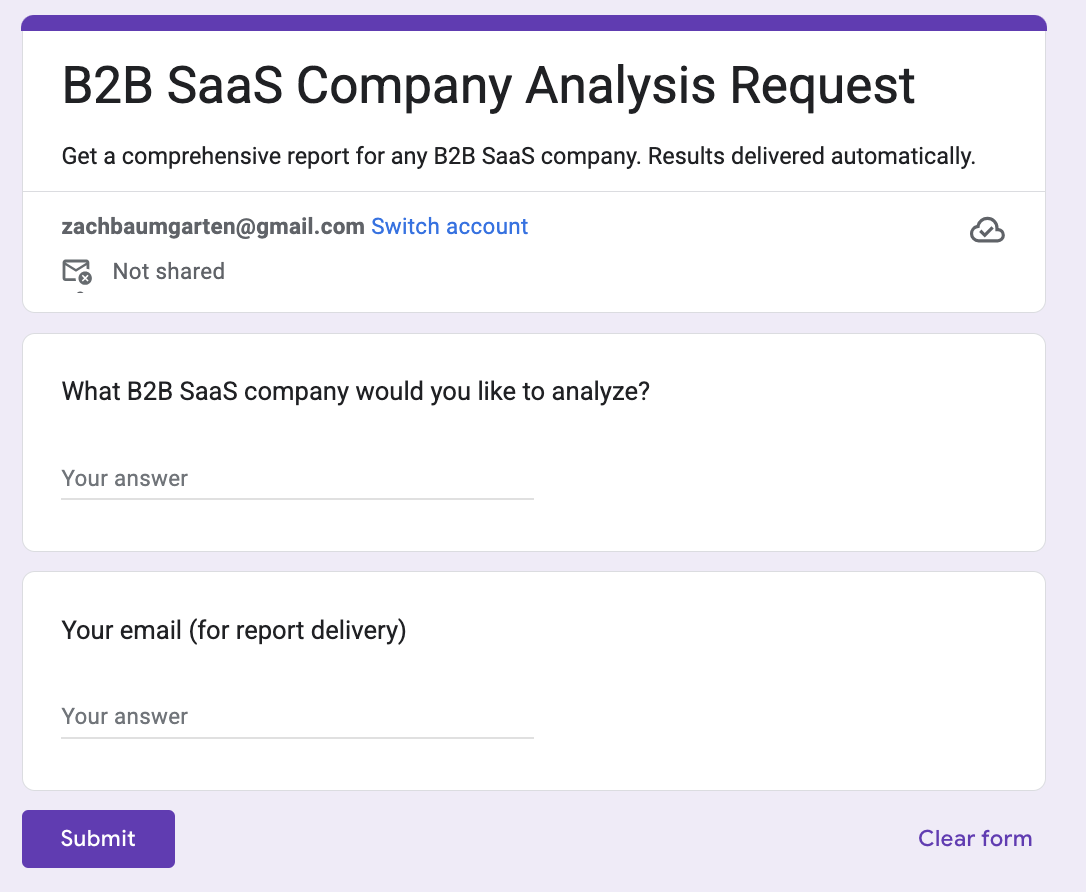 B2B SaaS Company Analysis Request
Get a comprehensive report for any B2B SaaS company. Results delivered automatically.
zachbaumgarten@gmail.com Switch account
Not shared
What B2B SaaS company would you like to analyze?
Your answer
Your email (for report delivery)
Your answer
Submit
Clear form